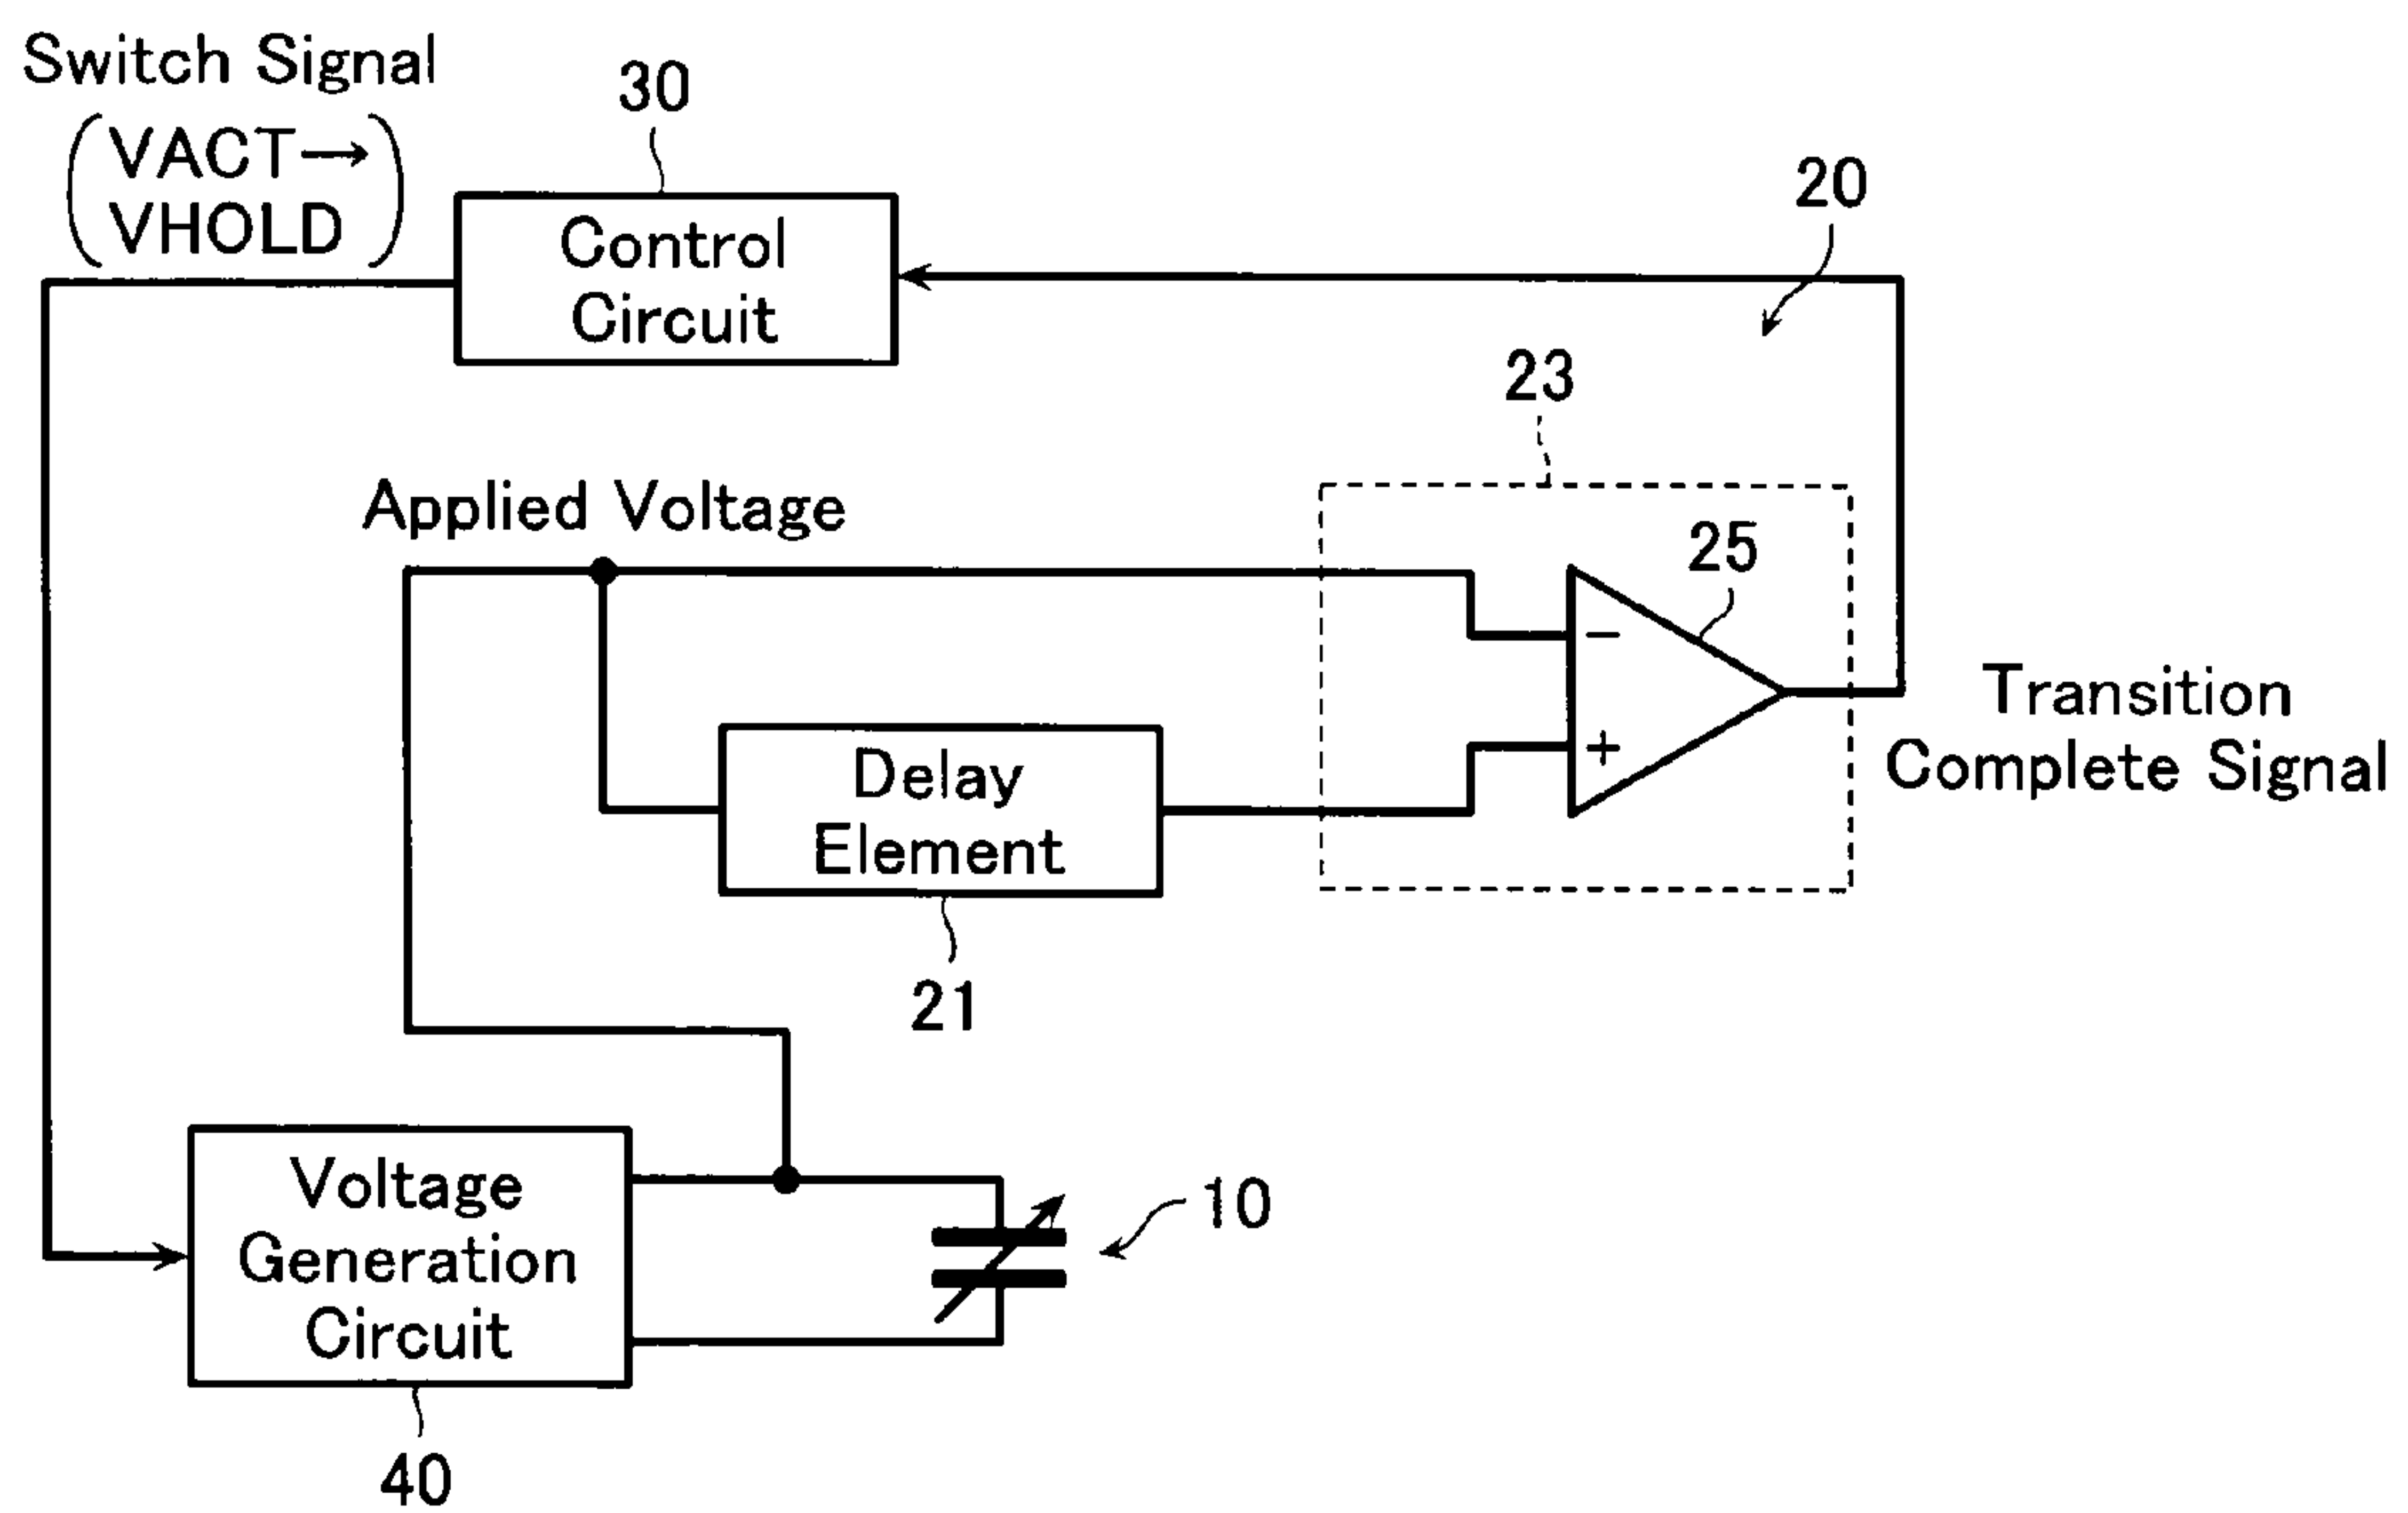 Switch Signal
(VACT→
VHOLD)
30
Control
Circuit
20
23
Applied Voltage
25
−
+
Transition
Complete Signal
Delay
Element
21
Voltage
Generation
Circuit
10
40